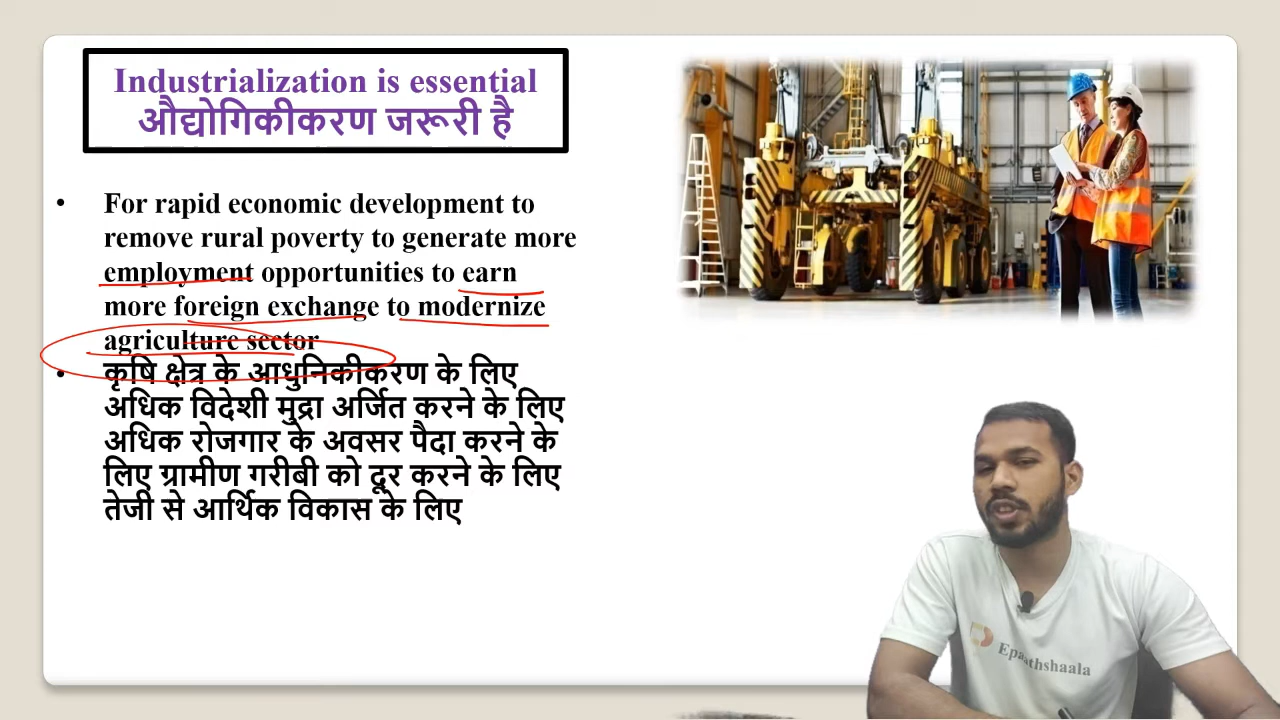 Industrialization is essential
औद्योगिकीकरण जरूरी है
• For rapid economic development to
remove rural poverty to generate more
employment opportunities to earn
more foreign exchange to modernize
agriculture sector
• कृषि क्षेत्र के आधुनिकीकरण के लिए
अधिक विदेशी मुद्रा अर्जित करने के लिए
अधिक रोजगार के अवसर पैदा करने के
लिए ग्रामीण गरीबी को दूर करने के लिए
तेजी से आर्थिक विकास के लिए
Epaathshaala